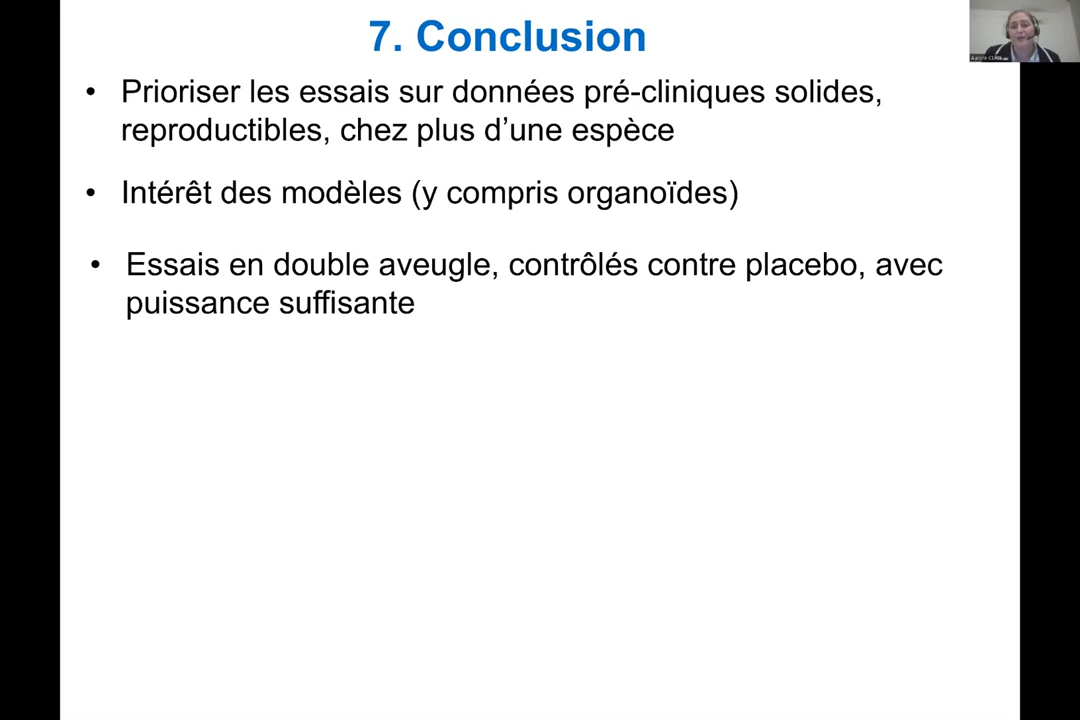 7. Conclusion
• Prioriser les essais sur données pré-cliniques solides,
reproductibles, chez plus d’une espèce
• Intérêt des modèles (y compris organoïdes)
• Essais en double aveugle, contrôlés contre placebo, avec
puissance suffisante